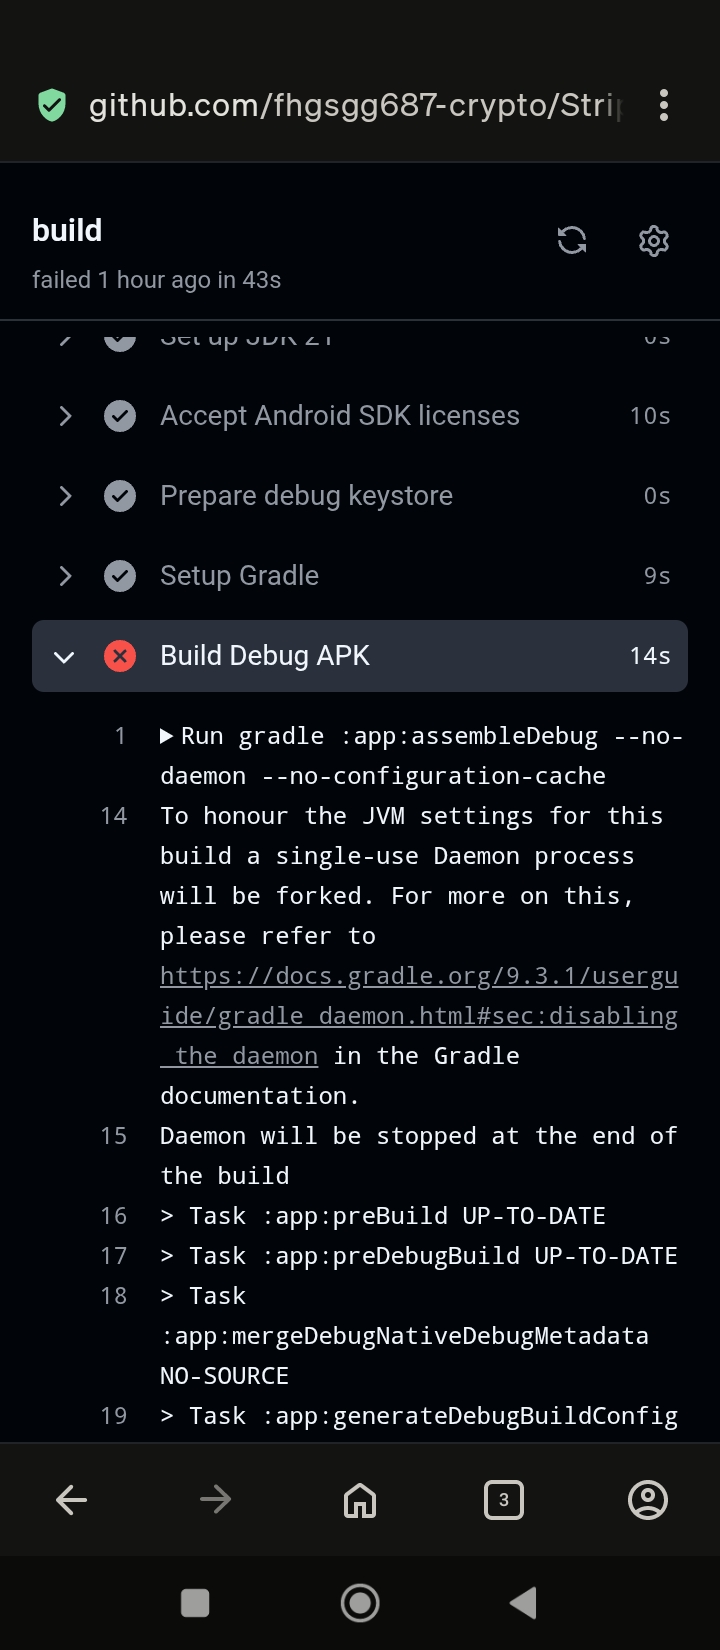 github.com/fhgsgg687-crypto/Strip
build
failed 1 hour ago in 43s
Set up JDK 21 0s
Accept Android SDK licenses 10s
Prepare debug keystore 0s
Setup Gradle 9s
Build Debug APK 14s
1 Run gradle :app:assembleDebug --no-
daemon --no-configuration-cache
14 To honour the JVM settings for this
build a single-use Daemon process
will be forked. For more on this,
please refer to
https://docs.gradle.org/9.3.1/usergu
ide/gradle_daemon.html#sec:disabling
_the_daemon in the Gradle
documentation.
15 Daemon will be stopped at the end of
the build
16 > Task :app:preBuild UP-TO-DATE
17 > Task :app:preDebugBuild UP-TO-DATE
18 > Task
:app:mergeDebugNativeDebugMetadata
NO-SOURCE
19 > Task :app:generateDebugBuildConfig
3